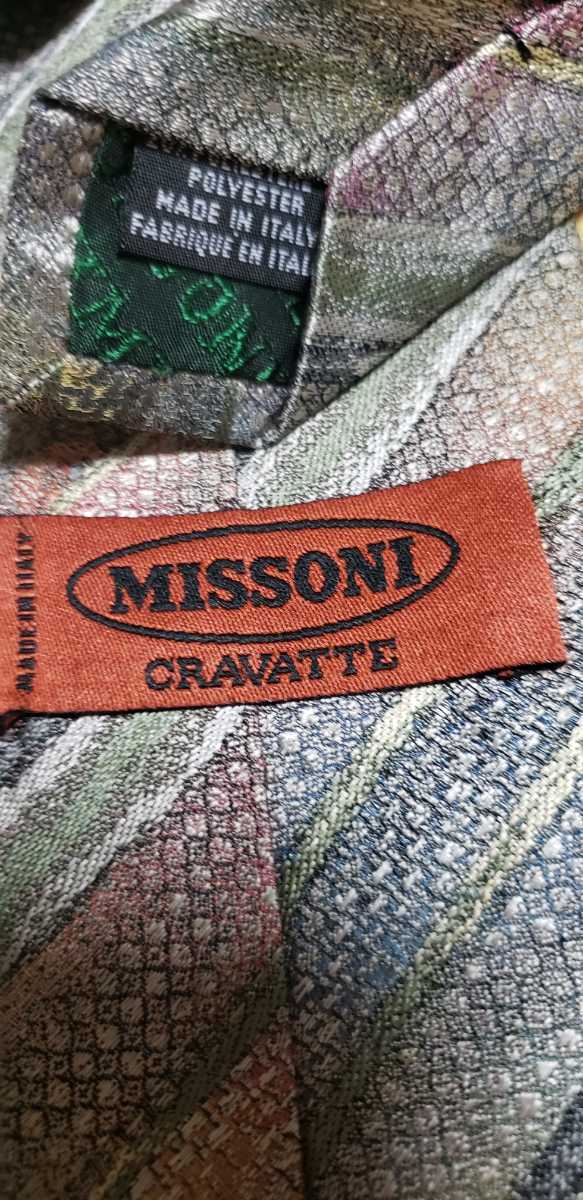 POLYESTER
MADE IN ITALY
FABRIQUE EN ITAL
MISSONI
CRAVATTE
MADE IN ITALY